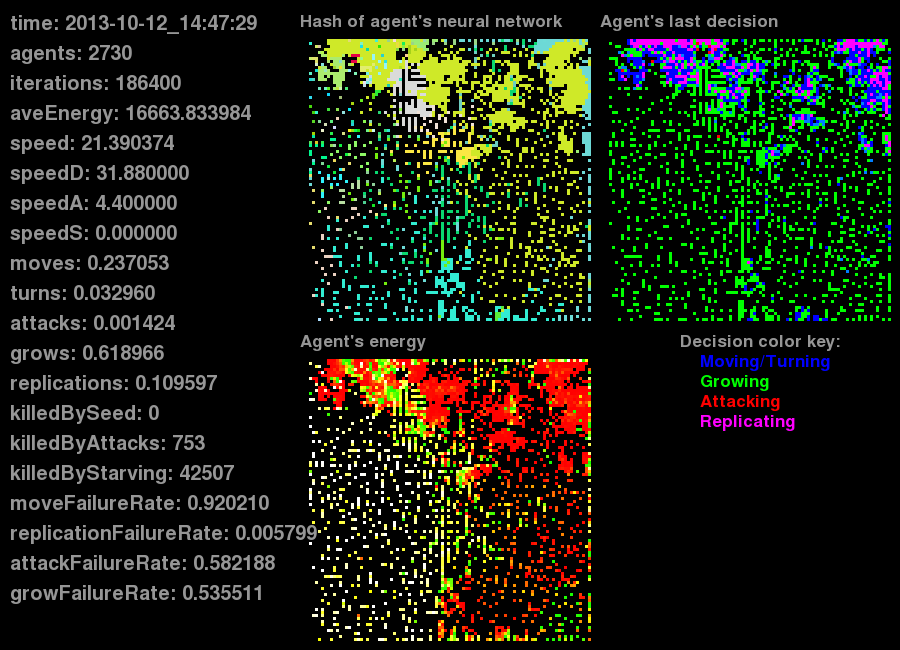 time: 2013-10-12_14:47:29
agents: 2730
iterations: 186400
aveEnergy: 16663.833984
speed: 21.390374
speedD: 31.880000
speedA: 4.400000
speedS: 0.000000
moves: 0.237053
turns: 0.032960
attacks: 0.001424
grows: 0.618966
replications: 0.109597
killedBySeed: 0
killedByAttacks: 753
killedByStarving: 42507
moveFailureRate: 0.920210
replicationFailureRate: 0.005799
attackFailureRate: 0.582188
growFailureRate: 0.535511
Hash of agent's neural network
Agent's last decision
Agent's energy
Decision color key:
Moving/Turning
Growing
Attacking
Replicating